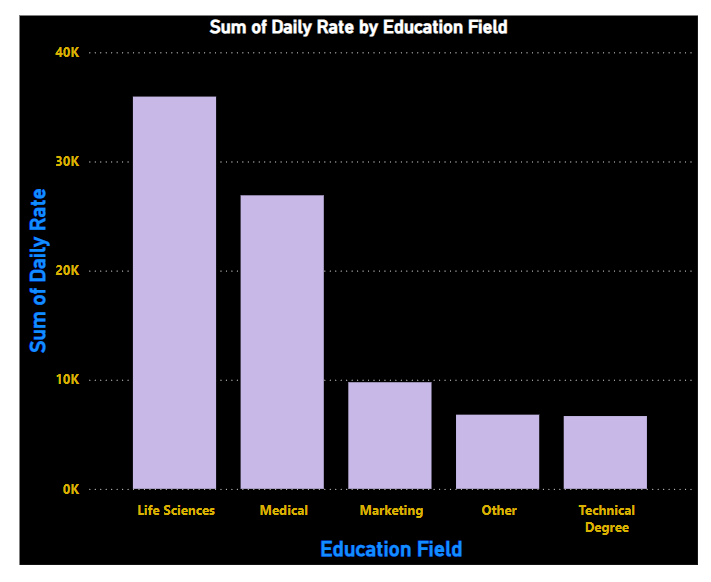 Sum of Daily Rate by Education Field
40K
30K
20K
10K
0K
Sum of Daily Rate
Life Sciences
Medical
Marketing
Other
Technical
Degree
Education Field